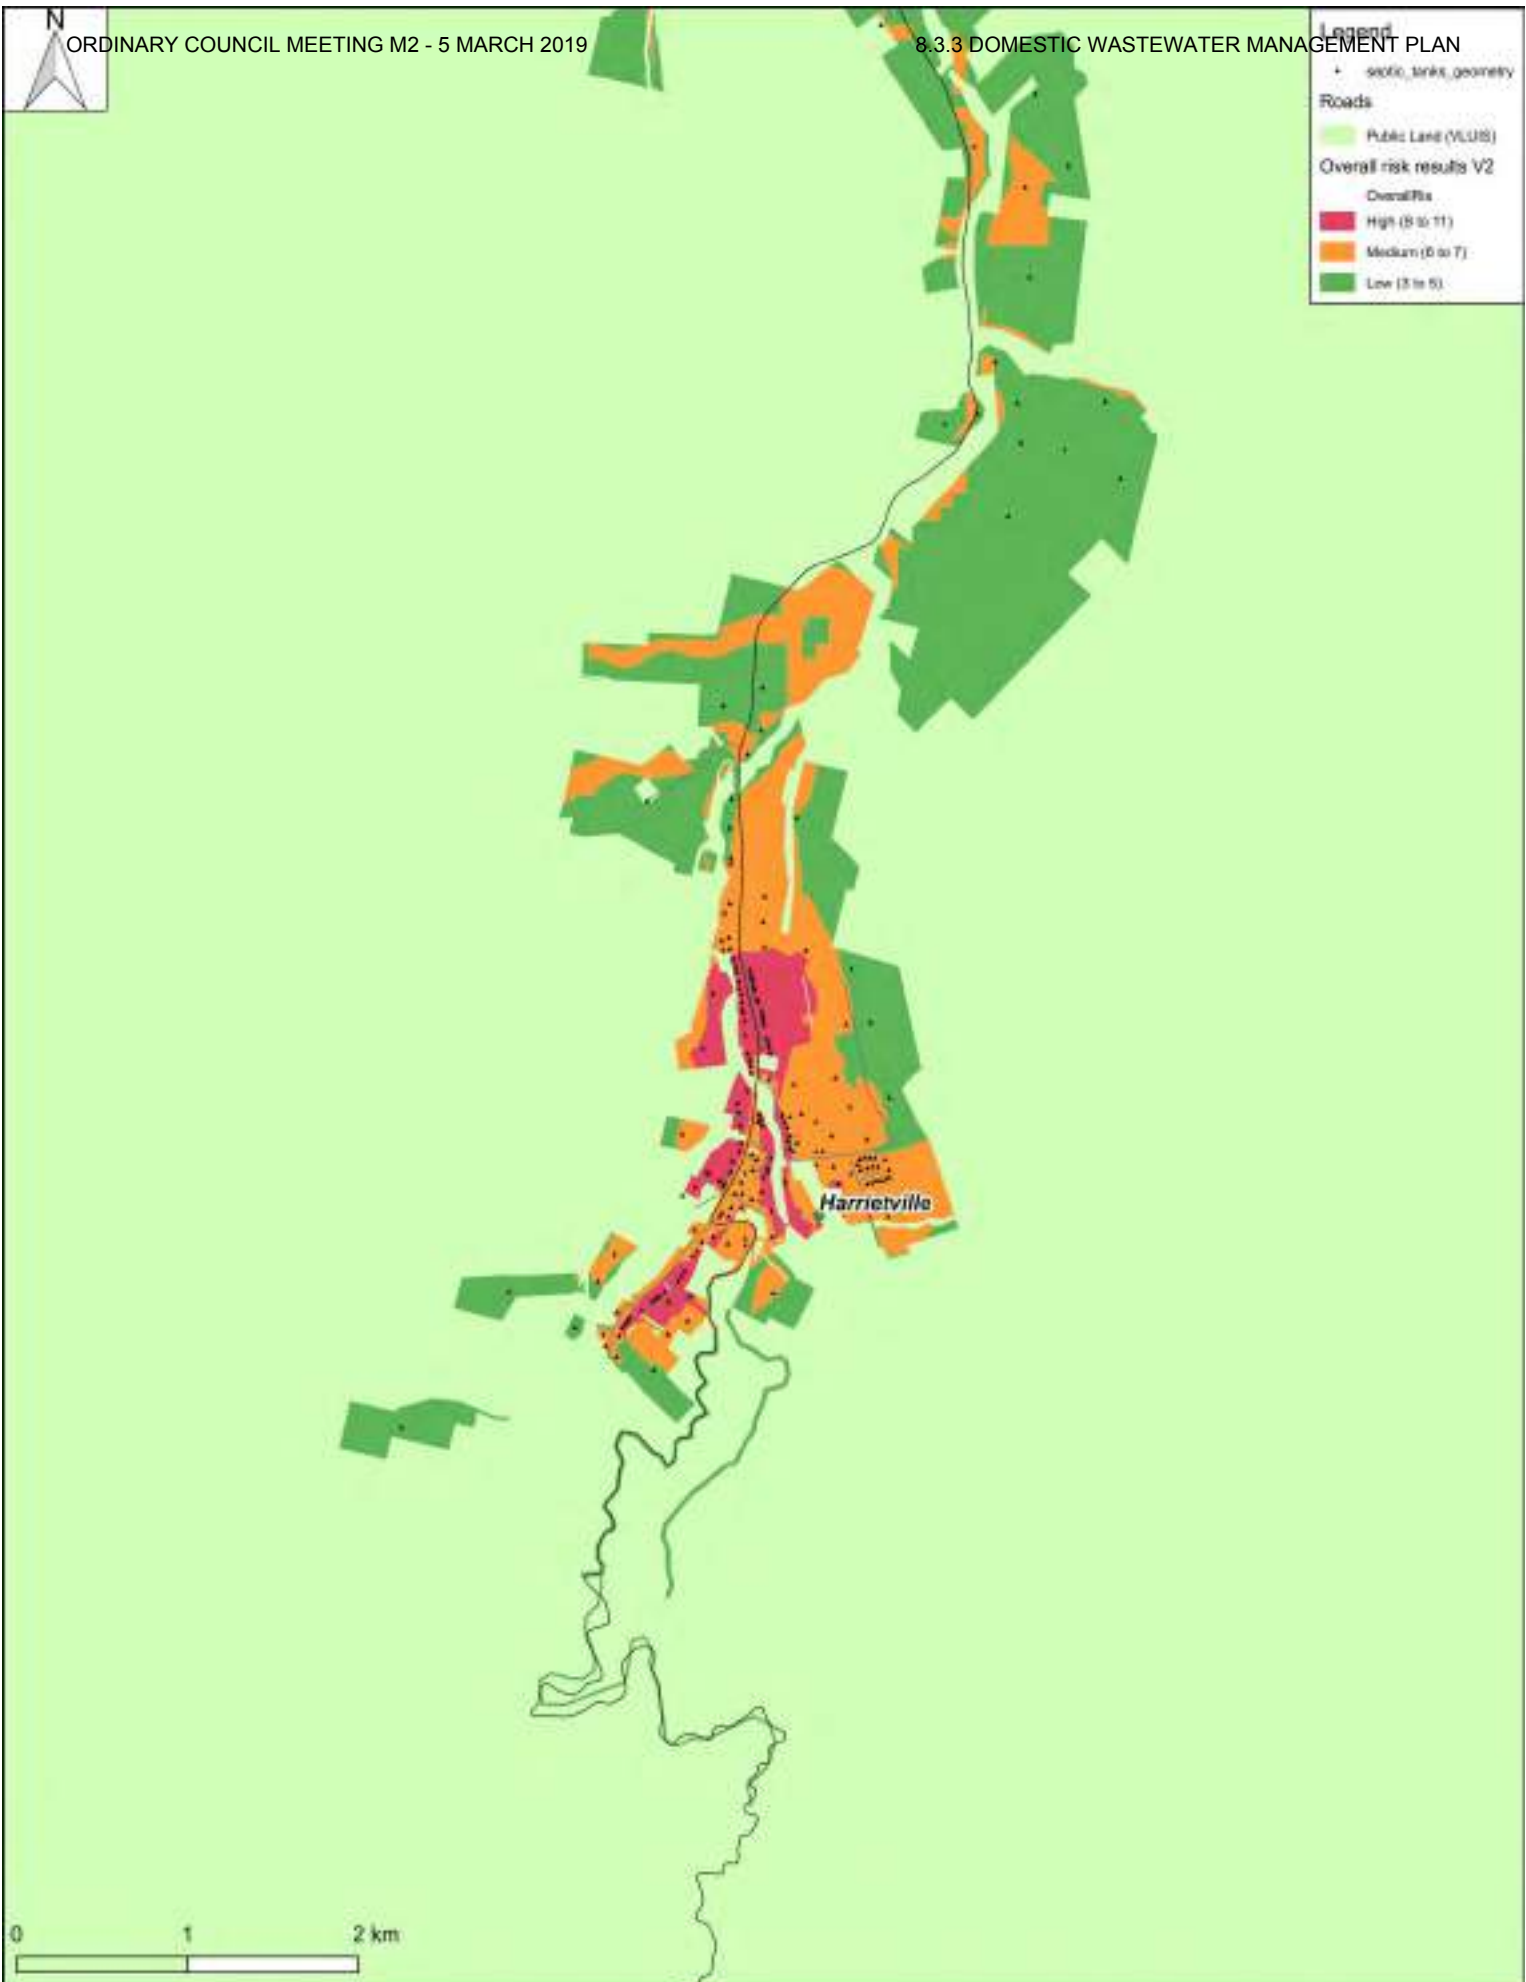 N
ORDINARY COUNCIL MEETING M2 - 5 MARCH 2019
8.3.3 DOMESTIC WASTEWATER MANAGEMENT PLAN
Legend
septic_tanks_geometry
Roads
Public Land (VLUIS)
Overall risk results V2
OverallRis
High (8 to 11)
Medium (6 to 7)
Low (3 to 5)
Harrietville
0 1 2 km